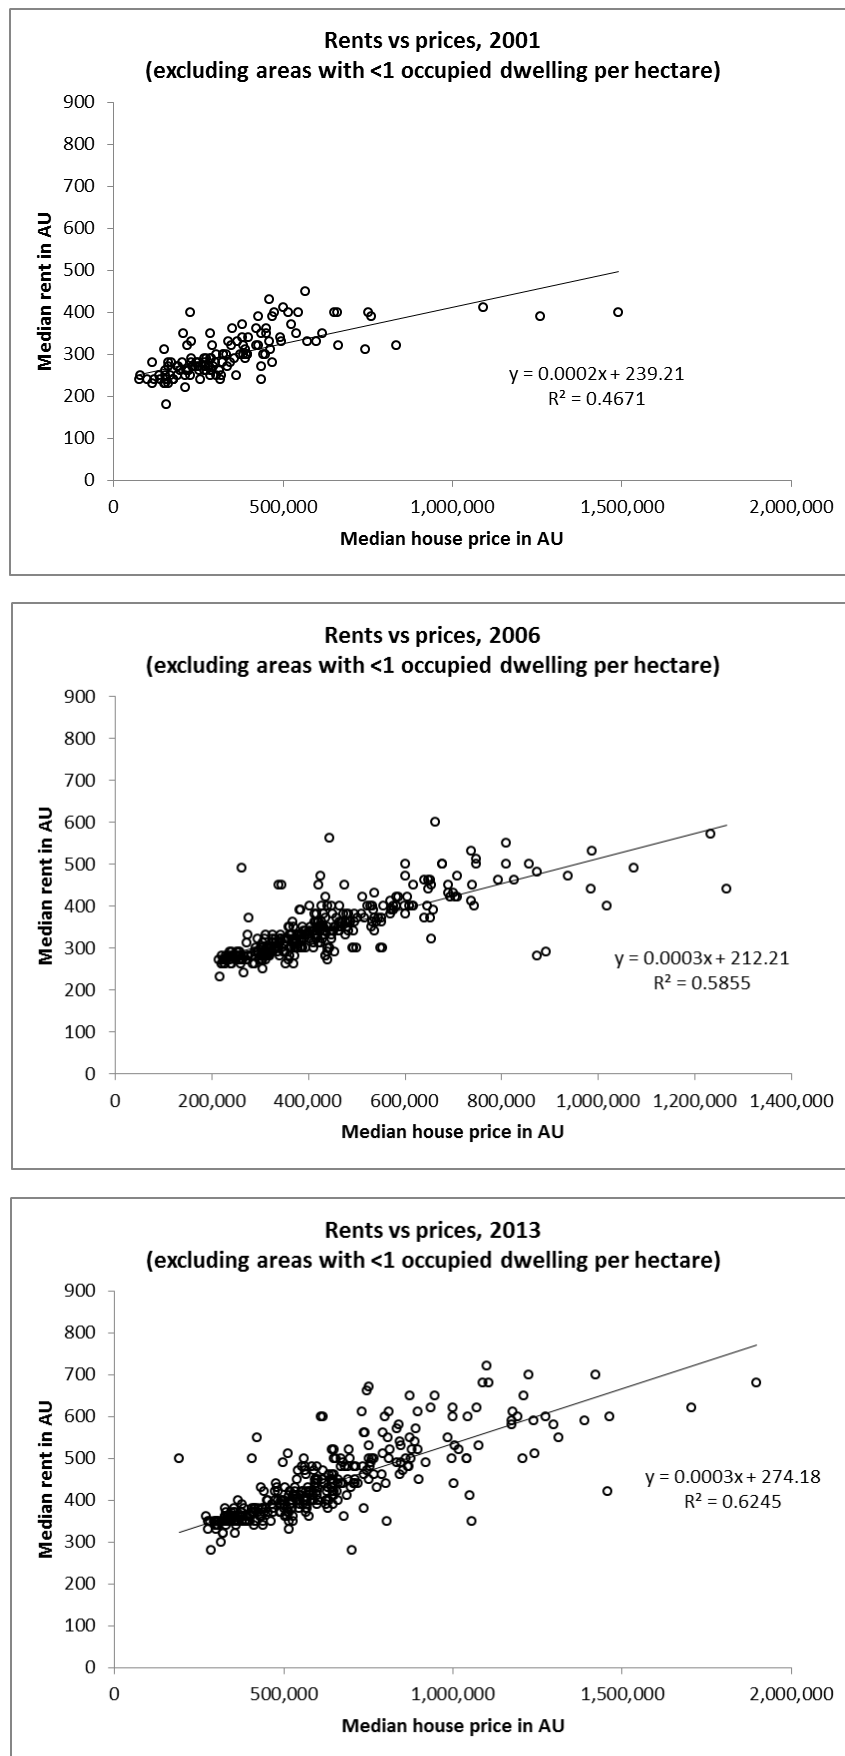 Rents vs prices, 2001
(excluding areas with <1 occupied dwelling per hectare)
900
800
700
600
500
400
300
200
100
0
Median rent in AU
y = 0.0002x + 239.21
R² = 0.4671
0 500,000 1,000,000 1,500,000 2,000,000
Median house price in AU
Rents vs prices, 2006
(excluding areas with <1 occupied dwelling per hectare)
900
800
700
600
500
400
300
200
100
0
Median rent in AU
y = 0.0003x + 212.21
R² = 0.5855
0 200,000 400,000 600,000 800,000 1,000,000 1,200,000 1,400,000
Median house price in AU
Rents vs prices, 2013
(excluding areas with <1 occupied dwelling per hectare)
900
800
700
600
500
400
300
200
100
0
Median rent in AU
y = 0.0003x + 274.18
R² = 0.6245
0 500,000 1,000,000 1,500,000 2,000,000
Median house price in AU